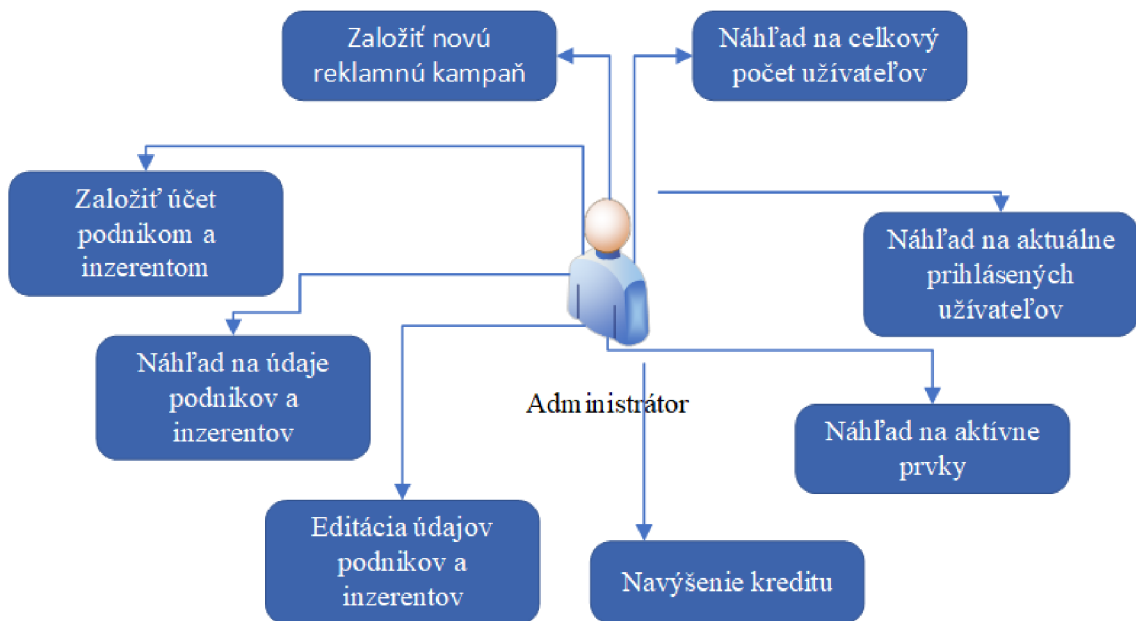 Založiť novú
reklamnú kampaň
Náhľad na celkový
počet užívateľov
Založiť účet
podnikom a
inzerentom
Náhľad na aktuálne
prihlásených
užívateľov
Náhľad na údaje
podnikov a
inzerentov
Administrátor
Náhľad na aktívne
prvky
Editácia údajov
podnikov a
inzerentov
Navýšenie kreditu